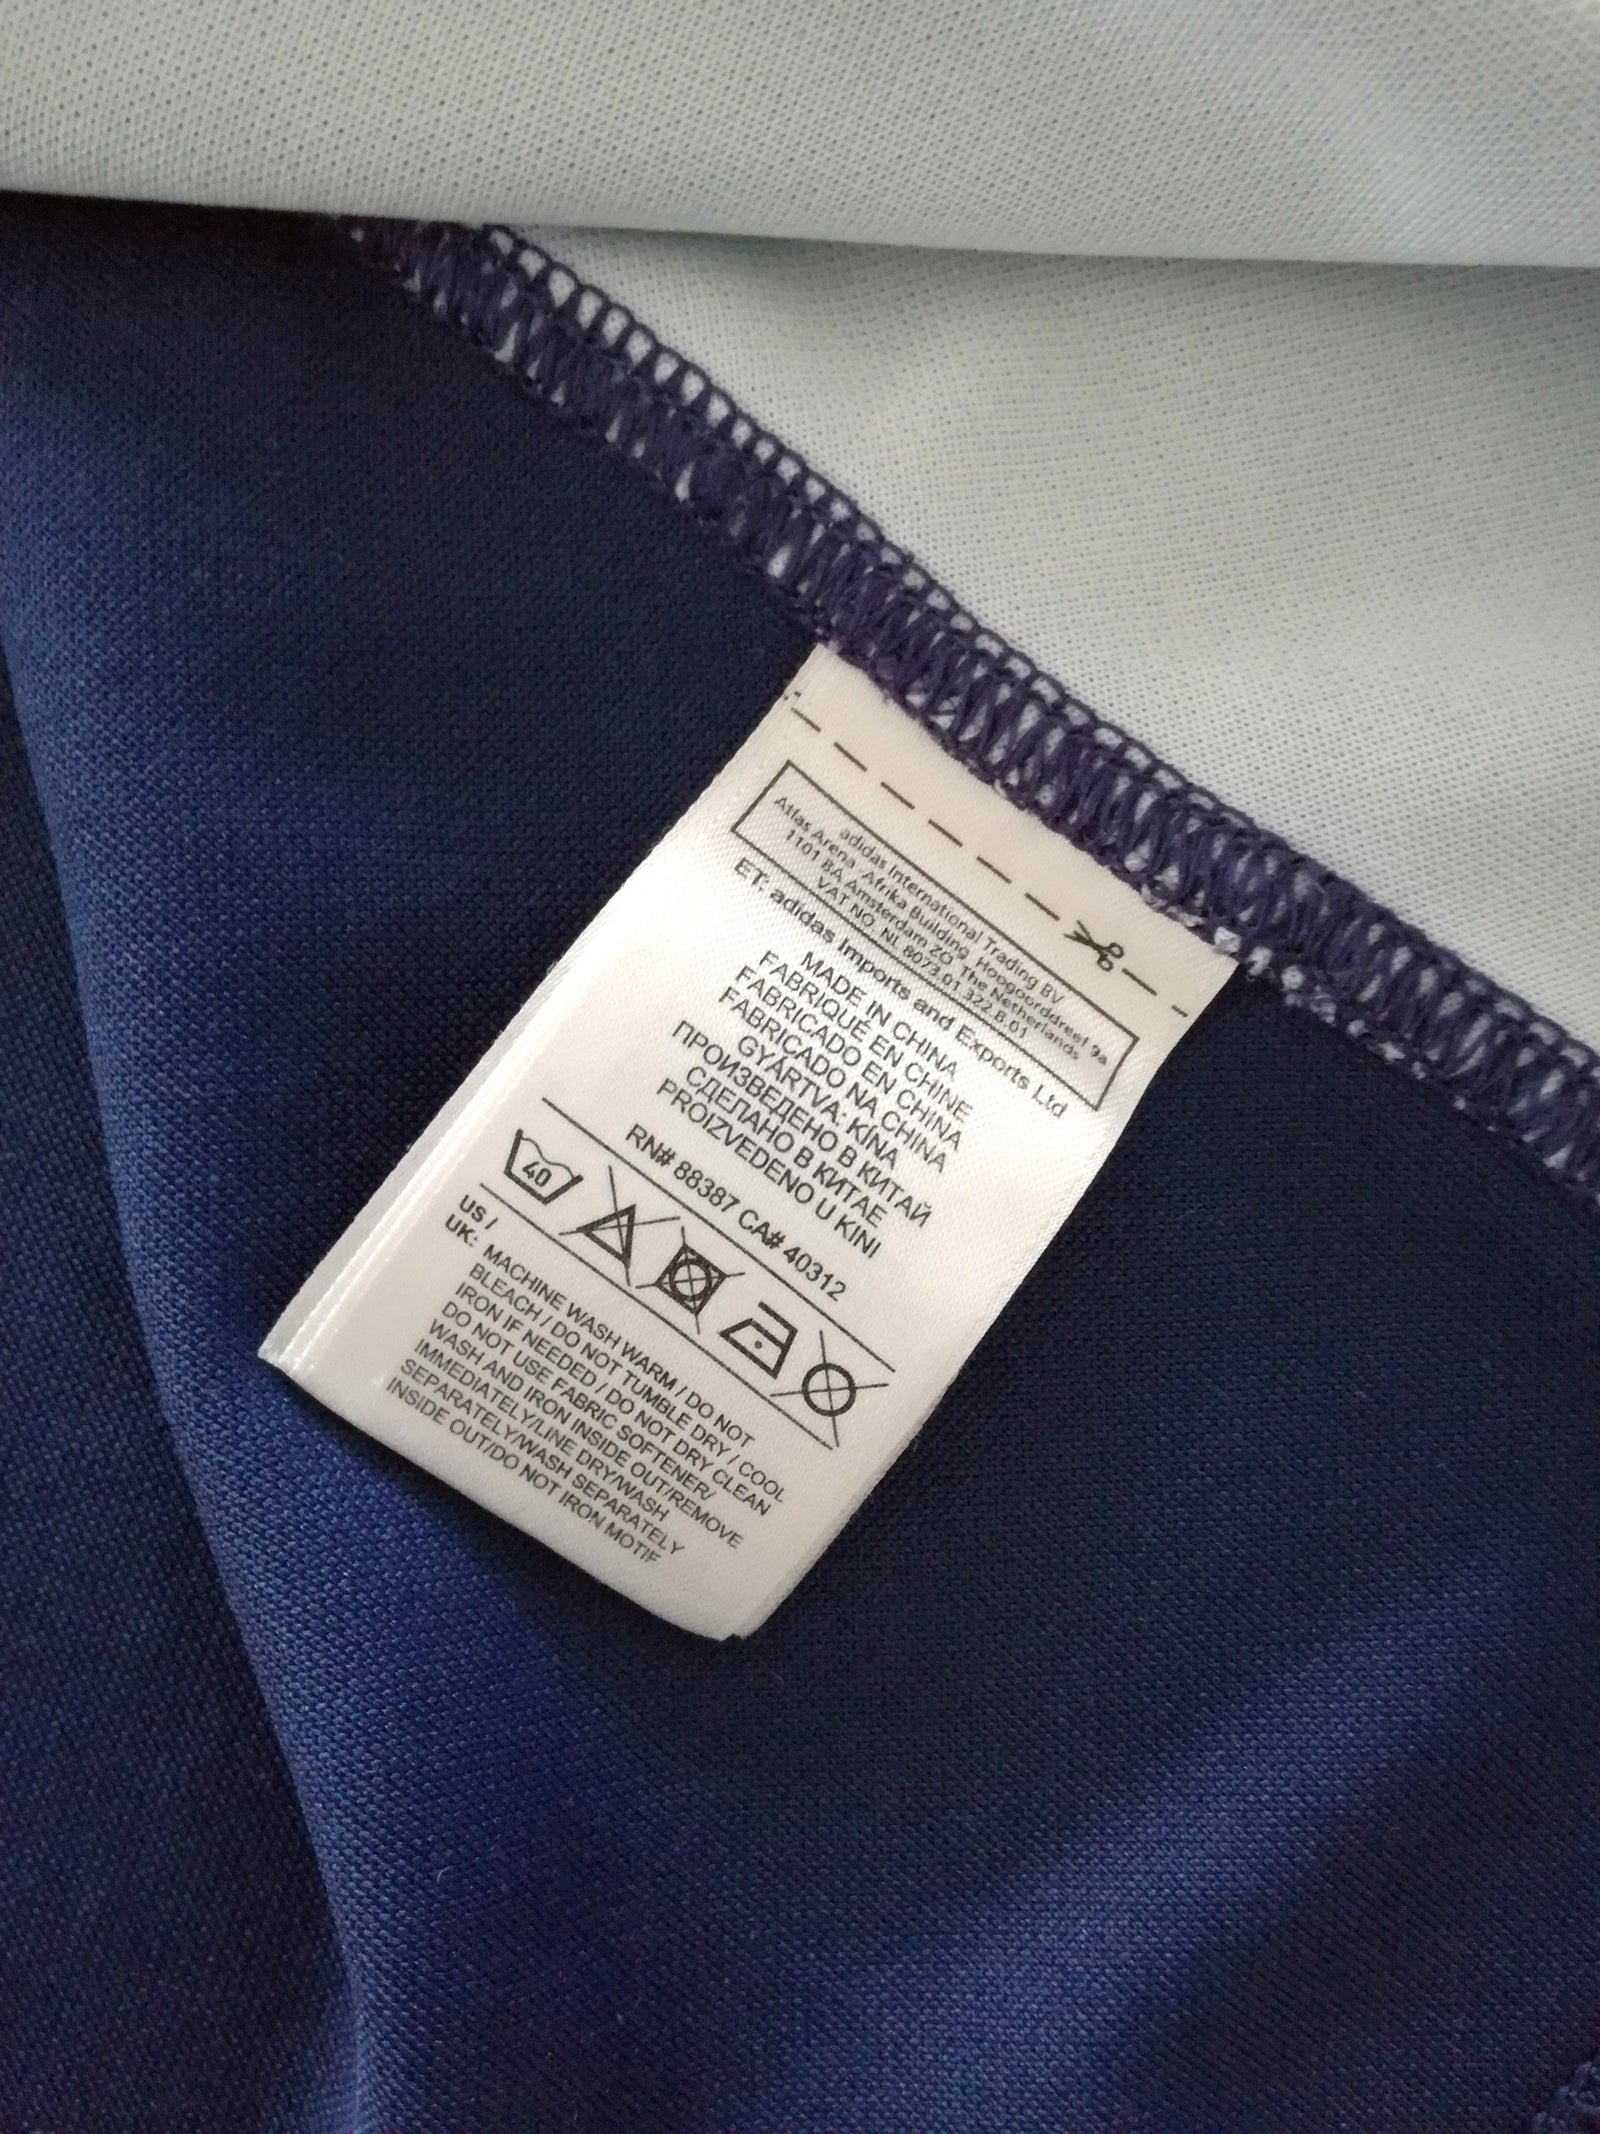 adidas International Trading BV
Atlas Arena, Afrika Building, Hoogoorddreef 9a
1101 BA Amsterdam ZO, The Netherlands
VAT NO. NL 8073.01.322.B.01
ET: adidas Imports and Exports Ltd
MADE IN CHINA
FABRIQUÉ EN CHINE
FABRICADO EN CHINA
FABRICADO NA CHINA
GYÁRTVA: KÍNA
ПРОИЗВЕДЕНО В КИТАЙ
СДЕЛАНО В КИТАЕ
PROIZVEDENO U KINI
RN# 88387 CA# 40312
40
US /
UK: MACHINE WASH WARM / DO NOT
BLEACH / DO NOT TUMBLE DRY / COOL
IRON IF NEEDED / DO NOT DRY CLEAN
DO NOT USE FABRIC SOFTENER/
WASH AND IRON INSIDE OUT/REMOVE
IMMEDIATELY/LINE DRY/WASH
SEPARATELY/WASH SEPARATELY
INSIDE OUT/DO NOT IRON MOTIF